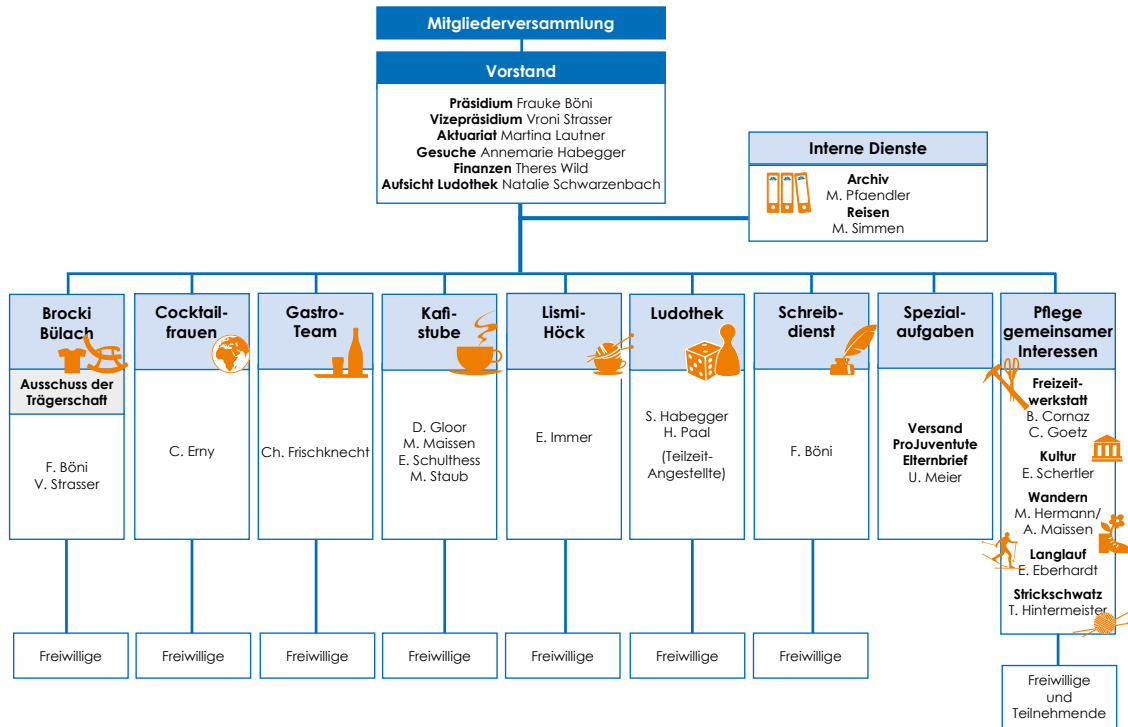 Mitgliederversammlung
Vorstand
Präsidium Frauke Böni
Vizepräsidium Vroni Strasser
Aktuariat Martina Lautner
Gesuche Annemarie Habegger
Finanzen Theres Wild
Aufsicht Ludothek Natalie Schwarzenbach
Interne Dienste
Archiv
M. Pfaendler
Reisen
M. Simmen
Brocki
Bülach
Ausschuss der
Trägerschaft
F. Böni
V. Strasser
Freiwillige
Cocktail-
frauen
C. Erny
Freiwillige
Gastro-
Team
Ch. Frischknecht
Freiwillige
Kafi-
stube
D. Gloor
M. Maissen
E. Schulthess
M. Staub
Freiwillige
Lismi-
Höck
E. Immer
Freiwillige
Ludothek
S. Habegger
H. Paal
(Teilzeit-
Angestellte)
Freiwillige
Schreib-
dienst
F. Böni
Freiwillige
Spezial-
aufgaben
Versand
ProJuventute
Elternbrief
U. Meier
Pflege
gemeinsamer
Interessen
Freizeit-
werkstatt
B. Cornaz
C. Goetz
Kultur
E. Schertler
Wandern
M. Hermann/
A. Maissen
Langlauf
E. Eberhardt
Strickschwatz
T. Hintermeister
Freiwillige
und
Teilnehmende